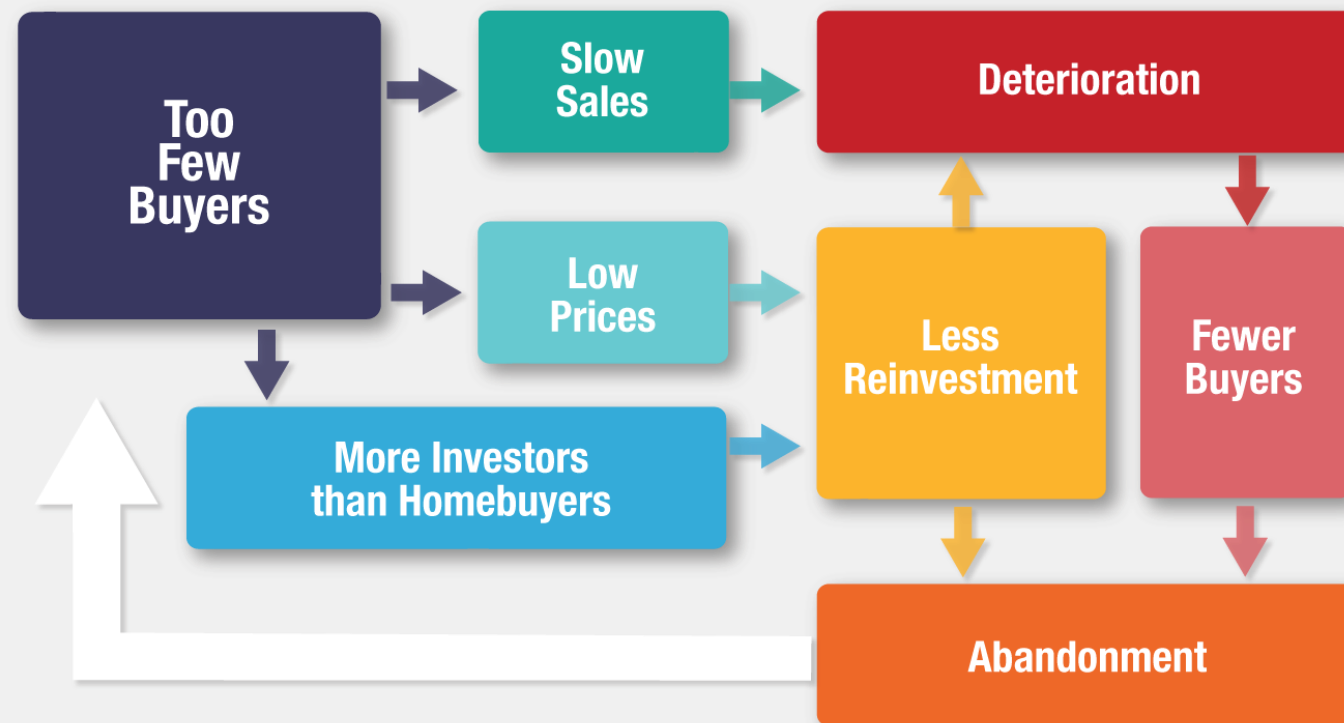 Too
Few
Buyers
Slow
Sales
Deterioration
Low
Prices
Less
Reinvestment
Fewer
Buyers
More Investors
than Homebuyers
Abandonment